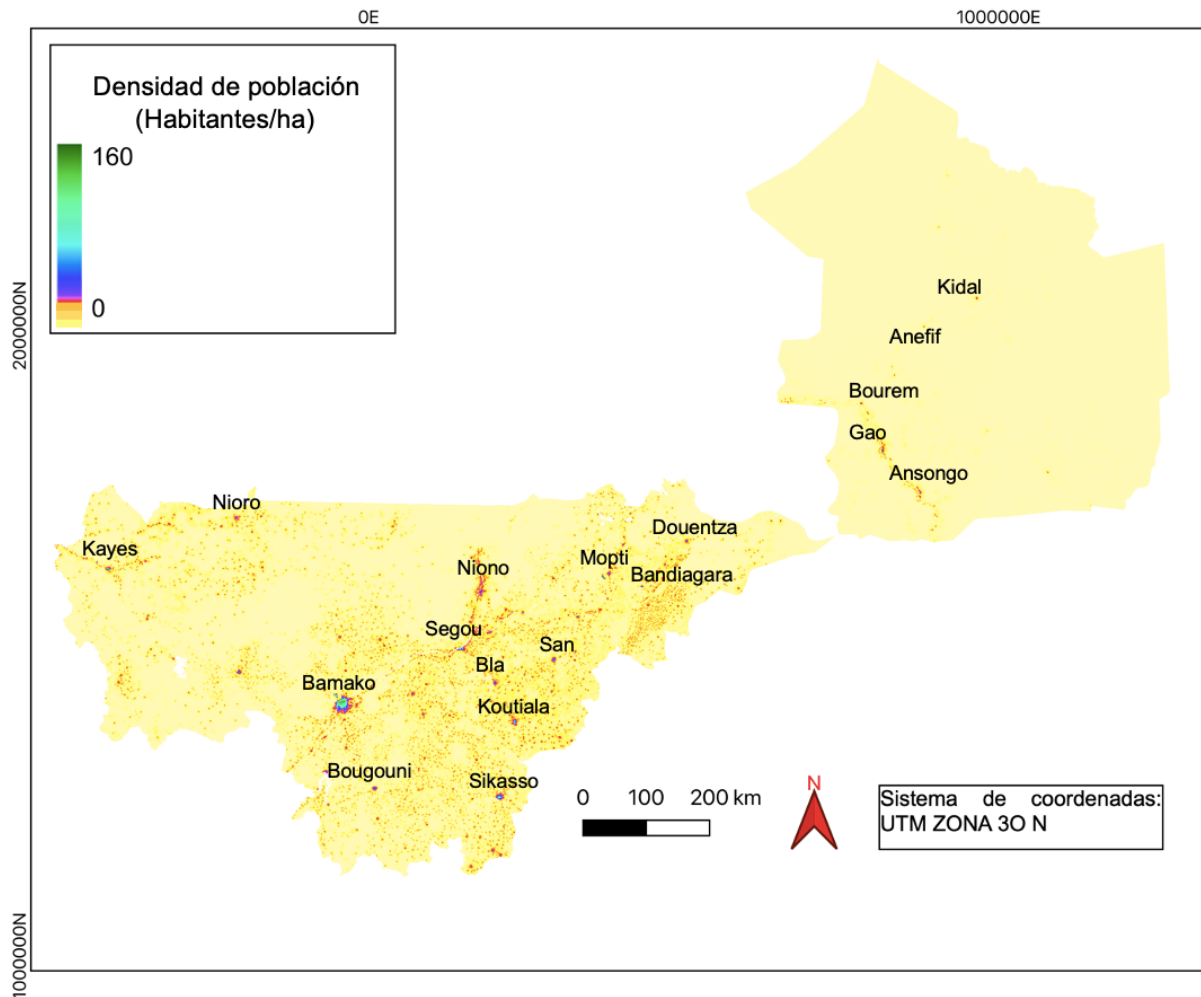 0E
1000000E
Densidad de población
(Habitantes/ha)
160
0
2000000N
Kidal
Anefif
Bourem
Gao
Ansongo
Nioro
Kayes
Douentza
Mopti
Niono
Bandiagara
Segou
San
Bla
Bamako
Koutiala
Bougouni
Sikasso
0 100 200 km
N
Sistema de coordenadas:
UTM ZONA 3O N
1000000N